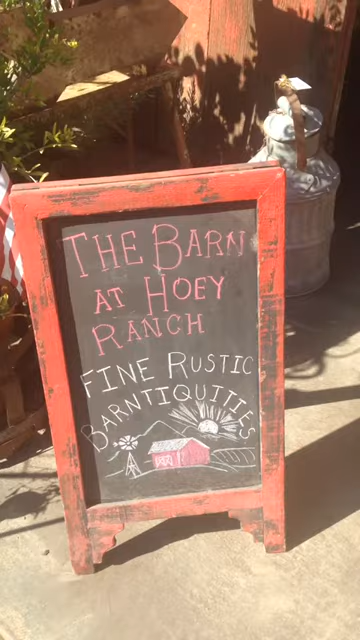 THE BARN
AT HOEY
RANCH
FINE RUSTIC
BARNTIQUITIES